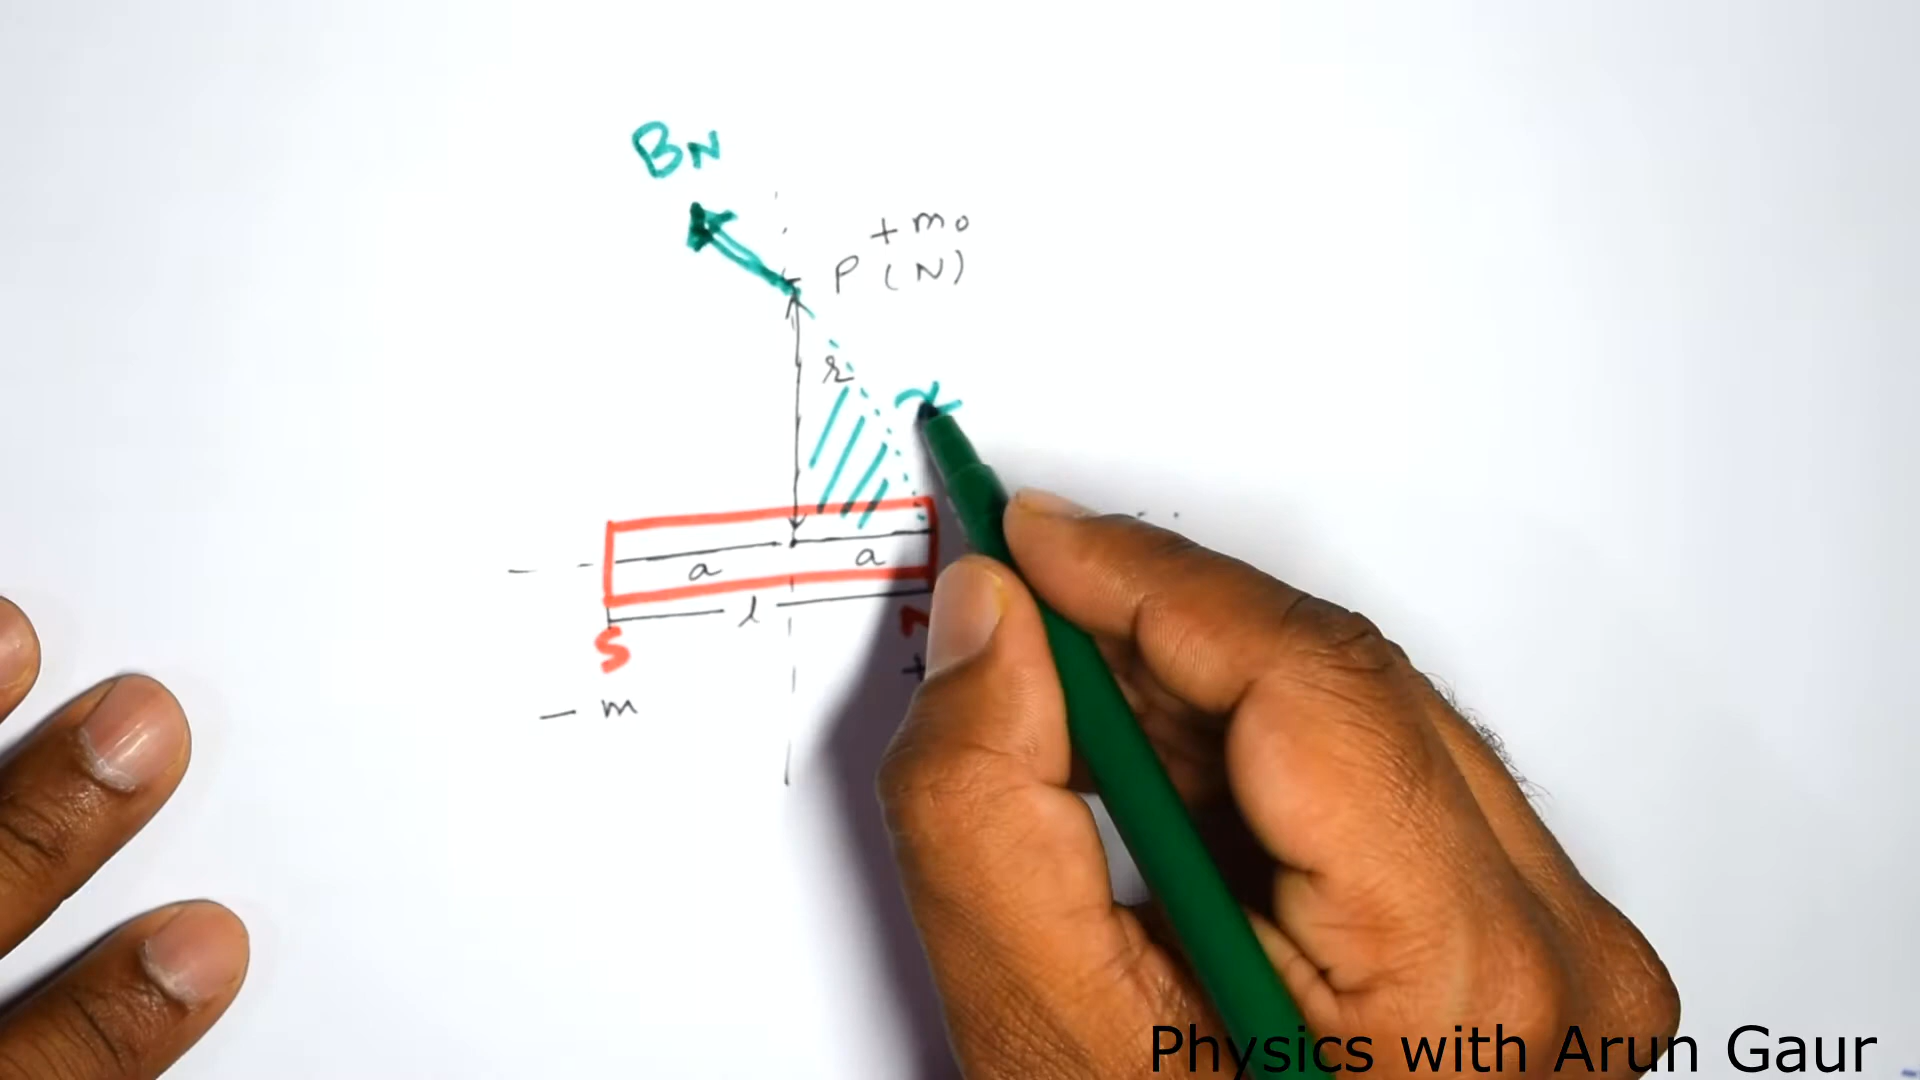 BN
+ mo
P (N)
r
a a
l
S
- m
Physics with Arun Gaur